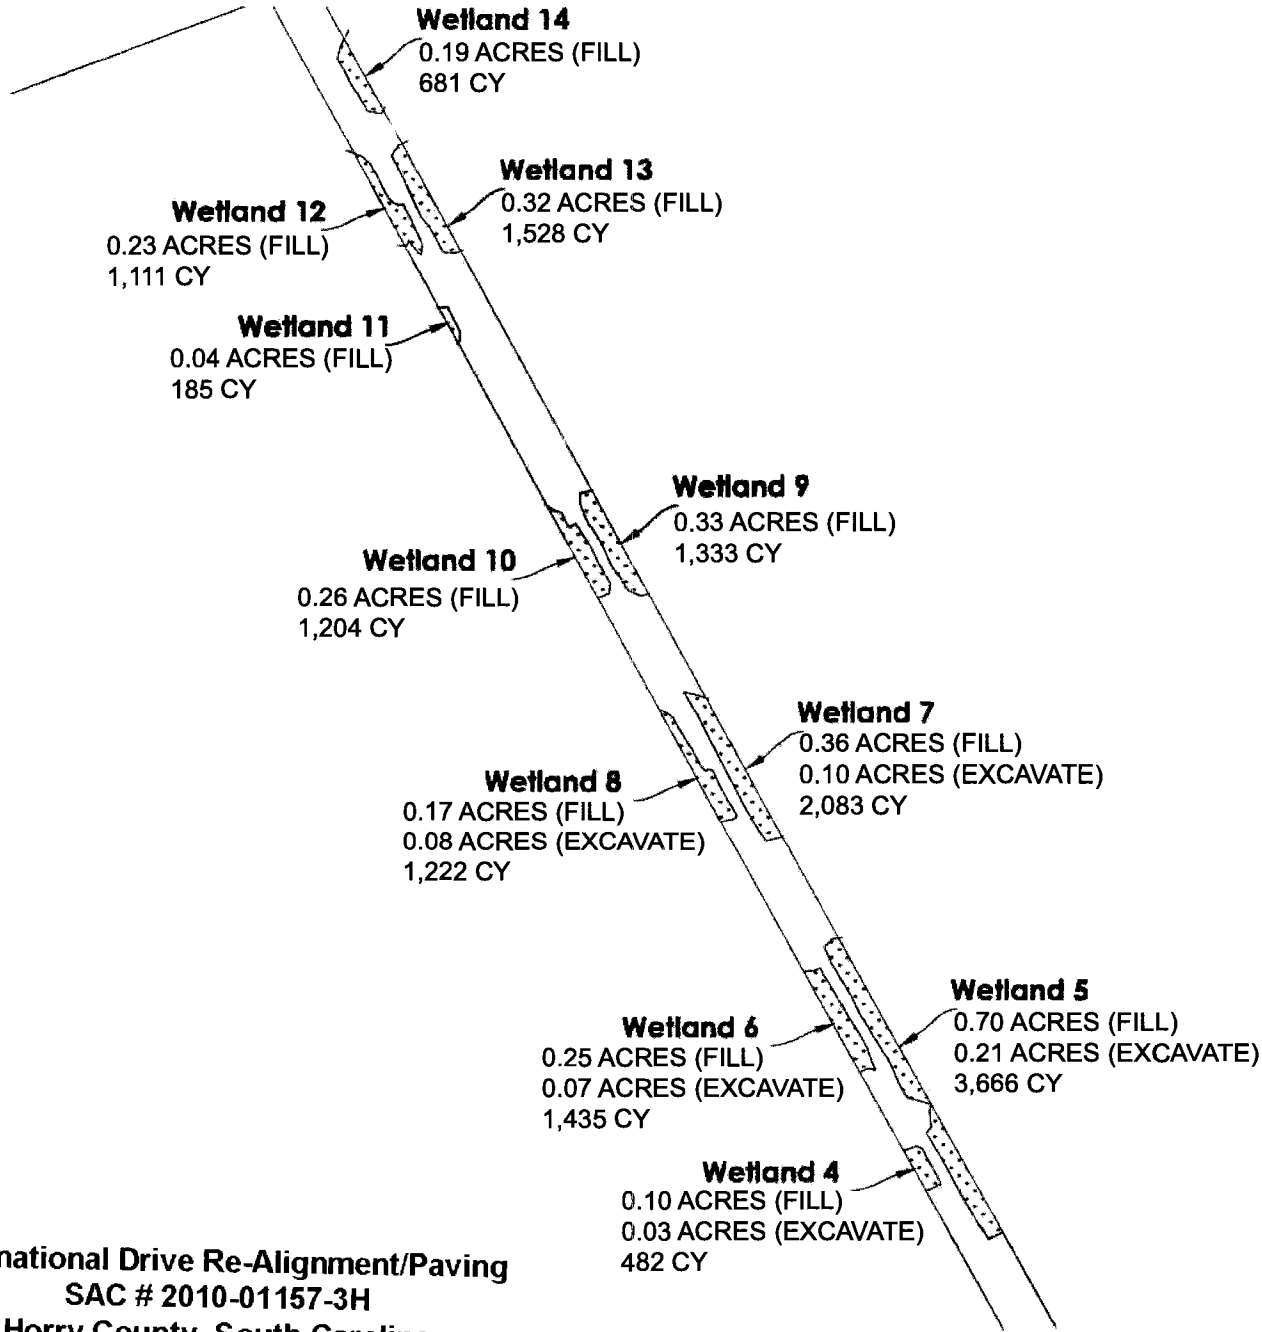 Wetland 14
0.19 ACRES (FILL)
681 CY
Wetland 13
0.32 ACRES (FILL)
1,528 CY
Wetland 12
0.23 ACRES (FILL)
1,111 CY
Wetland 11
0.04 ACRES (FILL)
185 CY
Wetland 9
0.33 ACRES (FILL)
1,333 CY
Wetland 10
0.26 ACRES (FILL)
1,204 CY
Wetland 7
0.36 ACRES (FILL)
0.10 ACRES (EXCAVATE)
2,083 CY
Wetland 8
0.17 ACRES (FILL)
0.08 ACRES (EXCAVATE)
1,222 CY
Wetland 5
0.70 ACRES (FILL)
0.21 ACRES (EXCAVATE)
3,666 CY
Wetland 6
0.25 ACRES (FILL)
0.07 ACRES (EXCAVATE)
1,435 CY
Wetland 4
0.10 ACRES (FILL)
0.03 ACRES (EXCAVATE)
482 CY
national Drive Re-Alignment/Paving
SAC # 2010-01157-3H
Horry County, South Carolina